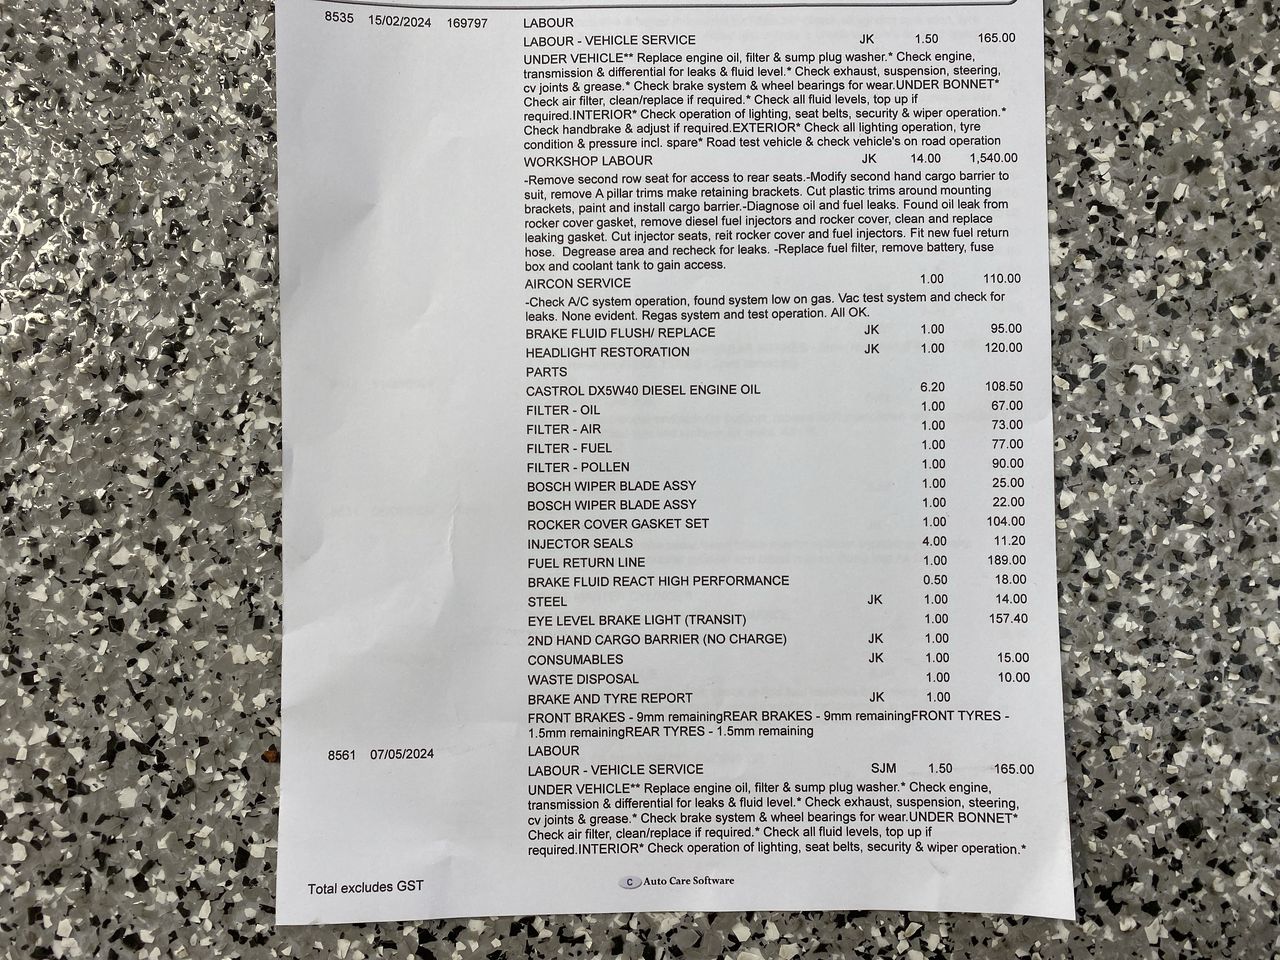 8535 15/02/2024 169797 LABOUR
LABOUR - VEHICLE SERVICE JK 1.50 165.00
UNDER VEHICLE** Replace engine oil, filter & sump plug washer.* Check engine,
transmission & differential for leaks & fluid level.* Check exhaust, suspension, steering,
cv joints & grease.* Check brake system & wheel bearings for wear.UNDER BONNET*
Check air filter, clean/replace if required.* Check all fluid levels, top up if
required.INTERIOR* Check operation of lighting, seat belts, security & wiper operation.*
Check handbrake & adjust if required.EXTERIOR* Check all lighting operation, tyre
condition & pressure incl. spare* Road test vehicle & check vehicle's on road operation
WORKSHOP LABOUR JK 14.00 1,540.00
-Remove second row seat for access to rear seats.-Modify second hand cargo barrier to
suit, remove A pillar trims make retaining brackets. Cut plastic trims around mounting
brackets, paint and install cargo barrier.-Diagnose oil and fuel leaks. Found oil leak from
rocker cover gasket, remove diesel fuel injectors and rocker cover, clean and replace
leaking gasket. Cut injector seats, reit rocker cover and fuel injectors. Fit new fuel return
hose. Degrease area and recheck for leaks. -Replace fuel filter, remove battery, fuse
box and coolant tank to gain access.
AIRCON SERVICE 1.00 110.00
-Check A/C system operation, found system low on gas. Vac test system and check for
leaks. None evident. Regas system and test operation. All OK.
BRAKE FLUID FLUSH/ REPLACE JK 1.00 95.00
HEADLIGHT RESTORATION JK 1.00 120.00
PARTS
CASTROL DX5W40 DIESEL ENGINE OIL 6.20 108.50
FILTER - OIL 1.00 67.00
FILTER - AIR 1.00 73.00
FILTER - FUEL 1.00 77.00
FILTER - POLLEN 1.00 90.00
BOSCH WIPER BLADE ASSY 1.00 25.00
BOSCH WIPER BLADE ASSY 1.00 22.00
ROCKER COVER GASKET SET 1.00 104.00
INJECTOR SEALS 4.00 11.20
FUEL RETURN LINE 1.00 189.00
BRAKE FLUID REACT HIGH PERFORMANCE 0.50 18.00
STEEL JK 1.00 14.00
EYE LEVEL BRAKE LIGHT (TRANSIT) 1.00 157.40
2ND HAND CARGO BARRIER (NO CHARGE) JK 1.00
CONSUMABLES JK 1.00 15.00
WASTE DISPOSAL 1.00 10.00
BRAKE AND TYRE REPORT JK 1.00
FRONT BRAKES - 9mm remainingREAR BRAKES - 9mm remainingFRONT TYRES -
1.5mm remainingREAR TYRES - 1.5mm remaining
8561 07/05/2024 LABOUR
LABOUR - VEHICLE SERVICE SJM 1.50 165.00
UNDER VEHICLE** Replace engine oil, filter & sump plug washer.* Check engine,
transmission & differential for leaks & fluid level.* Check exhaust, suspension, steering,
cv joints & grease.* Check brake system & wheel bearings for wear.UNDER BONNET*
Check air filter, clean/replace if required.* Check all fluid levels, top up if
required.INTERIOR* Check operation of lighting, seat belts, security & wiper operation.*
Total excludes GST
C Auto Care Software